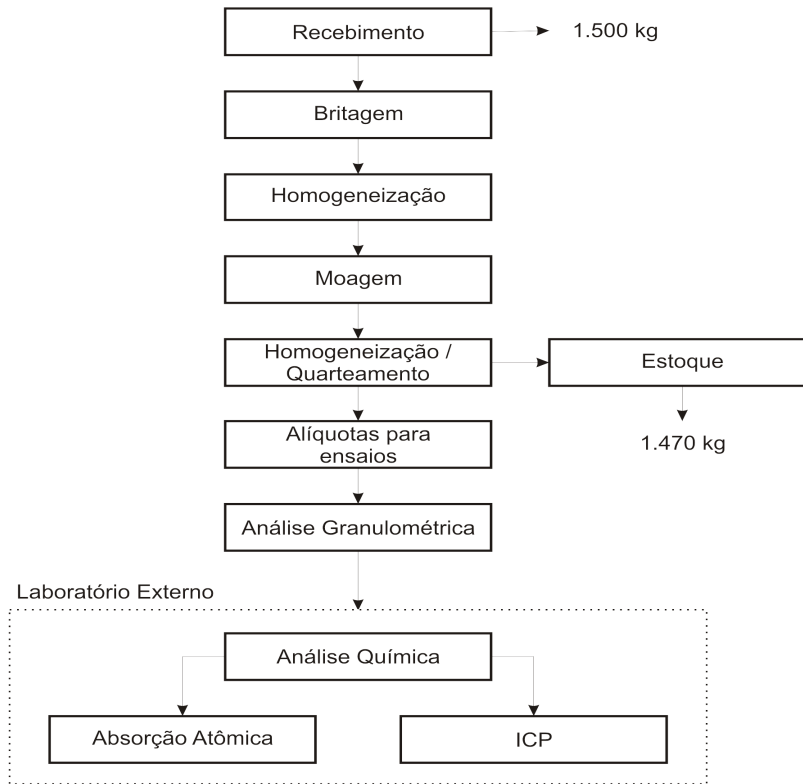 Recebimento
1.500 kg
Britagem
Homogeneização
Moagem
Homogeneização /
Quarteamento
Estoque
1.470 kg
Alíquotas para
ensaios
Análise Granulométrica
Laboratório Externo
Análise Química
Absorção Atômica
ICP